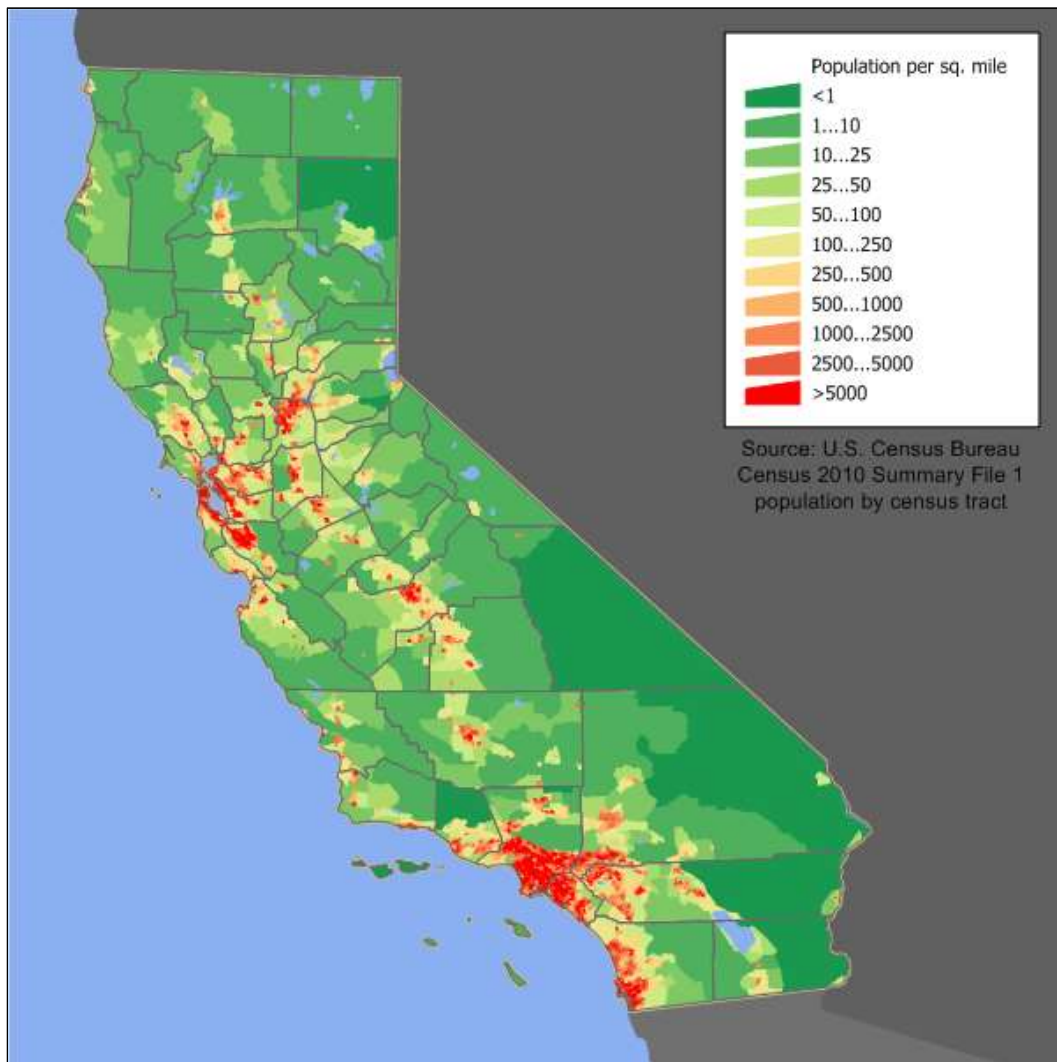 Population per sq. mile
<1
1...10
10...25
25...50
50...100
100...250
250...500
500...1000
1000...2500
2500...5000
>5000
Source: U.S. Census Bureau
Census 2010 Summary File 1
population by census tract